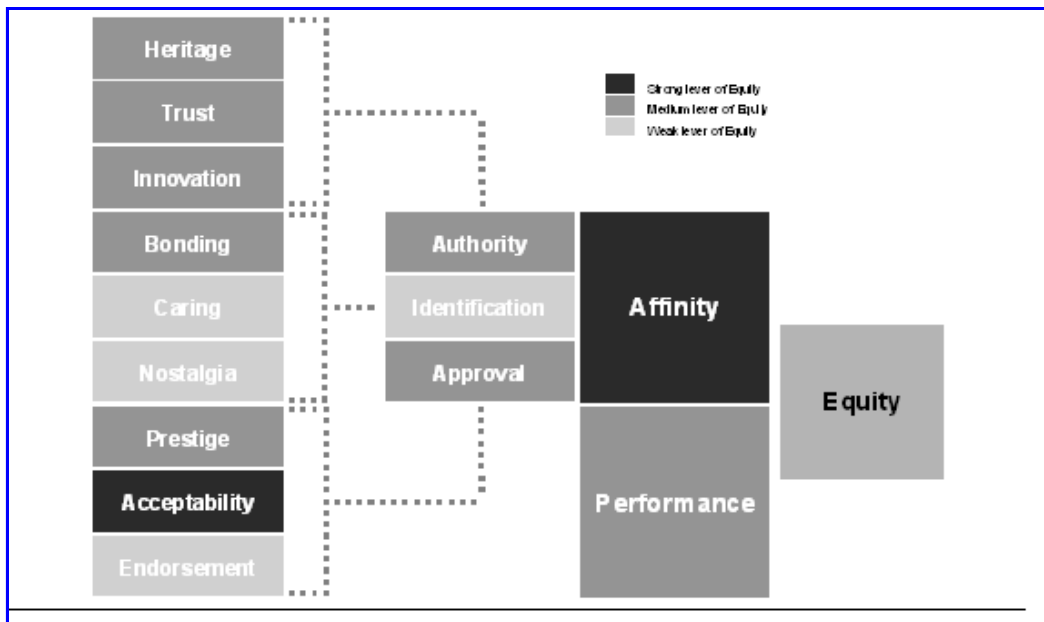 Heritage
Trust
Innovation
Bonding
Caring
Nostalgia
Prestige
Acceptability
Endorsement
Strong lever of Equity
Medium lever of Equity
Weak lever of Equity
Authority
Identification
Approval
Affinity
Performance
Equity